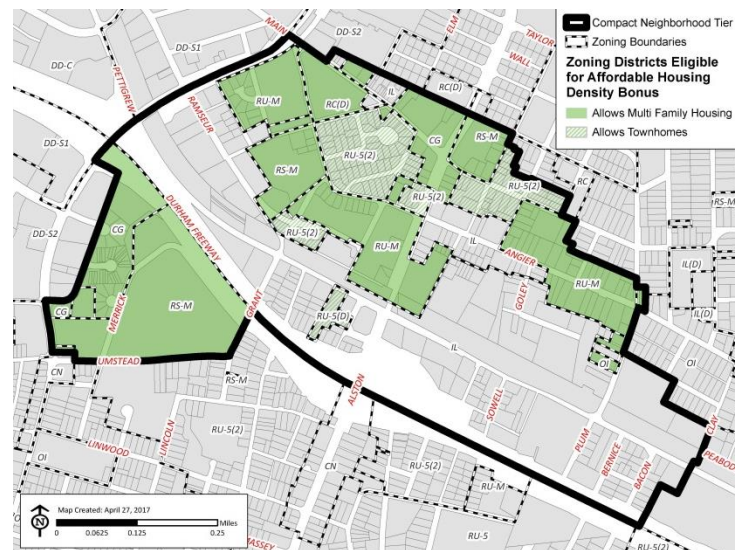 Compact Neighborhood Tier
Zoning Boundaries
Zoning Districts Eligible
for Affordable Housing
Density Bonus
Allows Multi Family Housing
Allows Townhomes
MAIN
DD-S2
ELM
TAYLOR
WALL
DD-S1
DD-C
PETTIGREW
RAMSEUR
RC(D)
IL
RU-M
RC(D)
CG
RS-M
DD-S1
RU-5(2)
RS-M
RU-5(2)
RU-5(2)
RC
RS-M
DD-S2
CG
DURHAM FREEWAY
RU-5(2)
RU-M
IL
ANGIER
IL(D)
GOLEY
RU-M
RS-M
MERRICK
GRANT
CG
RU-5(D)
IL
IL(D)
OI
OI
UMSTEAD
CN
RS-M
ALSTON
SOWELL
LINCOLN
RU-5(2)
LINWOOD
OI
CN
RU-5(2)
RU-M
PLUM
BERNICE
BACON
CLAY
PEABODY
RU-5
RU-5(2)
MASSEY
Map Created: April 27, 2017
N
Miles
0 0.0625 0.125 0.25